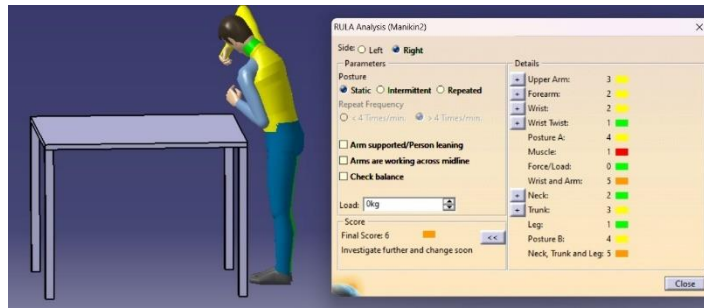 RULA Analysis (Manikin2)
Side: Left Right
Parameters
Posture
Static Intermittent Repeated
Repeat Frequency
< 4 Times/min. > 4 Times/min.
Arm supported/Person leaning
Arms are working across midline
Check balance
Load: 0kg
Score
Final Score: 6
<<
Investigate further and change soon
Details
+ Upper Arm: 3
+ Forearm: 2
+ Wrist: 2
+ Wrist Twist: 1
Posture A: 4
Muscle: 1
Force/Load: 0
Wrist and Arm: 5
+ Neck: 2
+ Trunk: 3
Leg: 1
Posture B: 4
Neck, Trunk and Leg: 5
Close